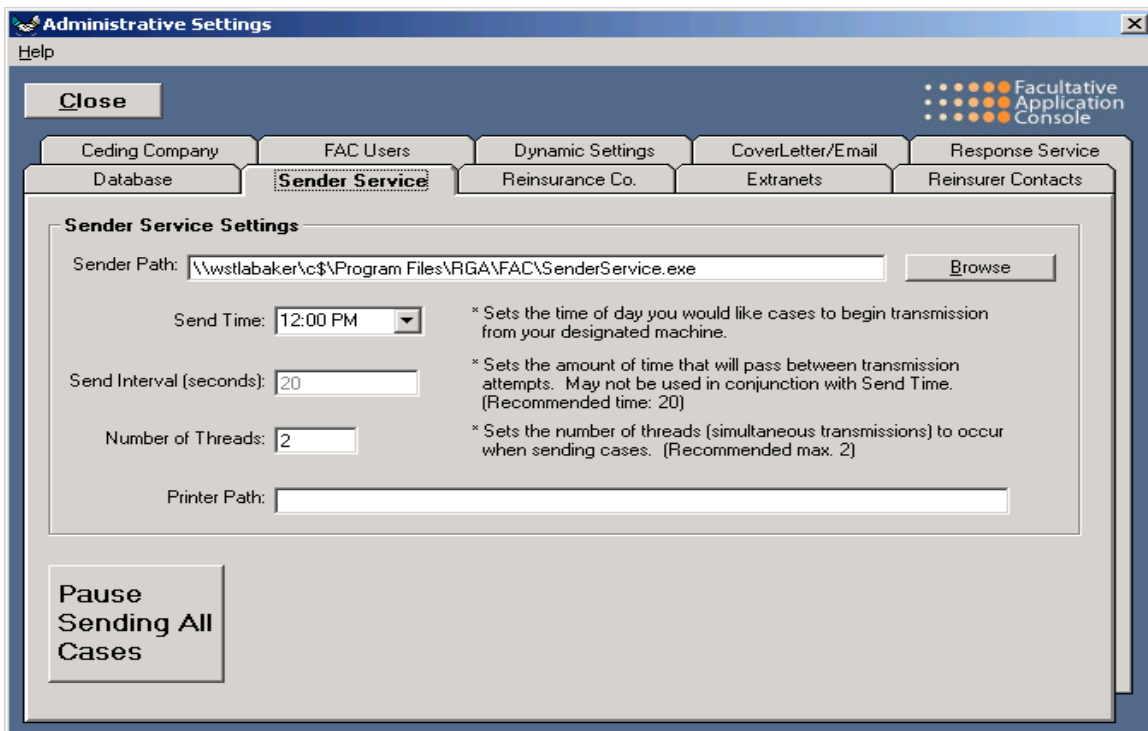 Administrative Settings
Help
Close
Facultative
Application
Console
Ceding Company
FAC Users
Dynamic Settings
CoverLetter/Email
Response Service
Database
Sender Service
Reinsurance Co.
Extranets
Reinsurer Contacts
Sender Service Settings
Sender Path: \\wstlabaker\c$\Program Files\RGA\FAC\SenderService.exe
Browse
Send Time: 12:00 PM
* Sets the time of day you would like cases to begin transmission
from your designated machine.
Send Interval (seconds): 20
* Sets the amount of time that will pass between transmission
attempts. May not be used in conjunction with Send Time.
(Recommended time: 20)
Number of Threads: 2
* Sets the number of threads (simultaneous transmissions) to occur
when sending cases. (Recommended max. 2)
Printer Path:
Pause
Sending All
Cases